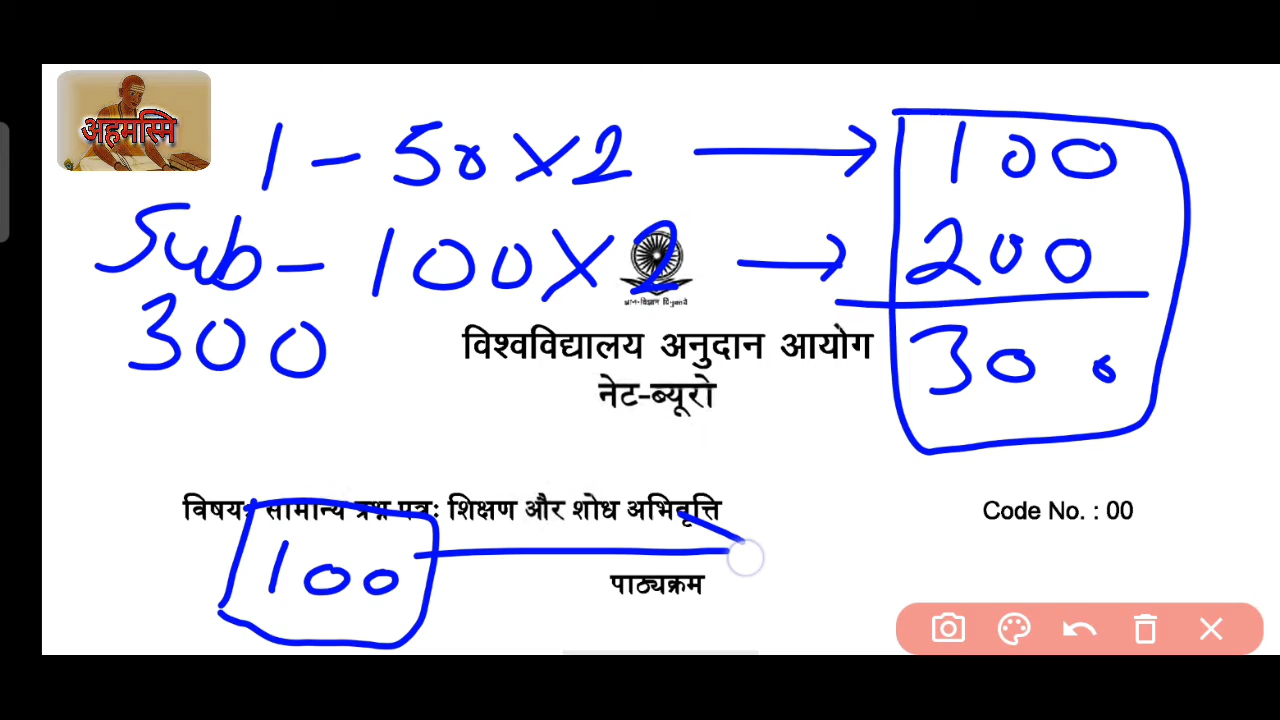 अहमस्मि
1 - 50 X 2 → 100
Sub - 100 X 2 → 200
300 300
विश्वविद्यालय अनुदान आयोग
नेट-ब्यूरो
विषयः सामान्य प्रश्न पत्रः शिक्षण और शोध अभिवृत्ति Code No. : 00
100
पाठ्यक्रम